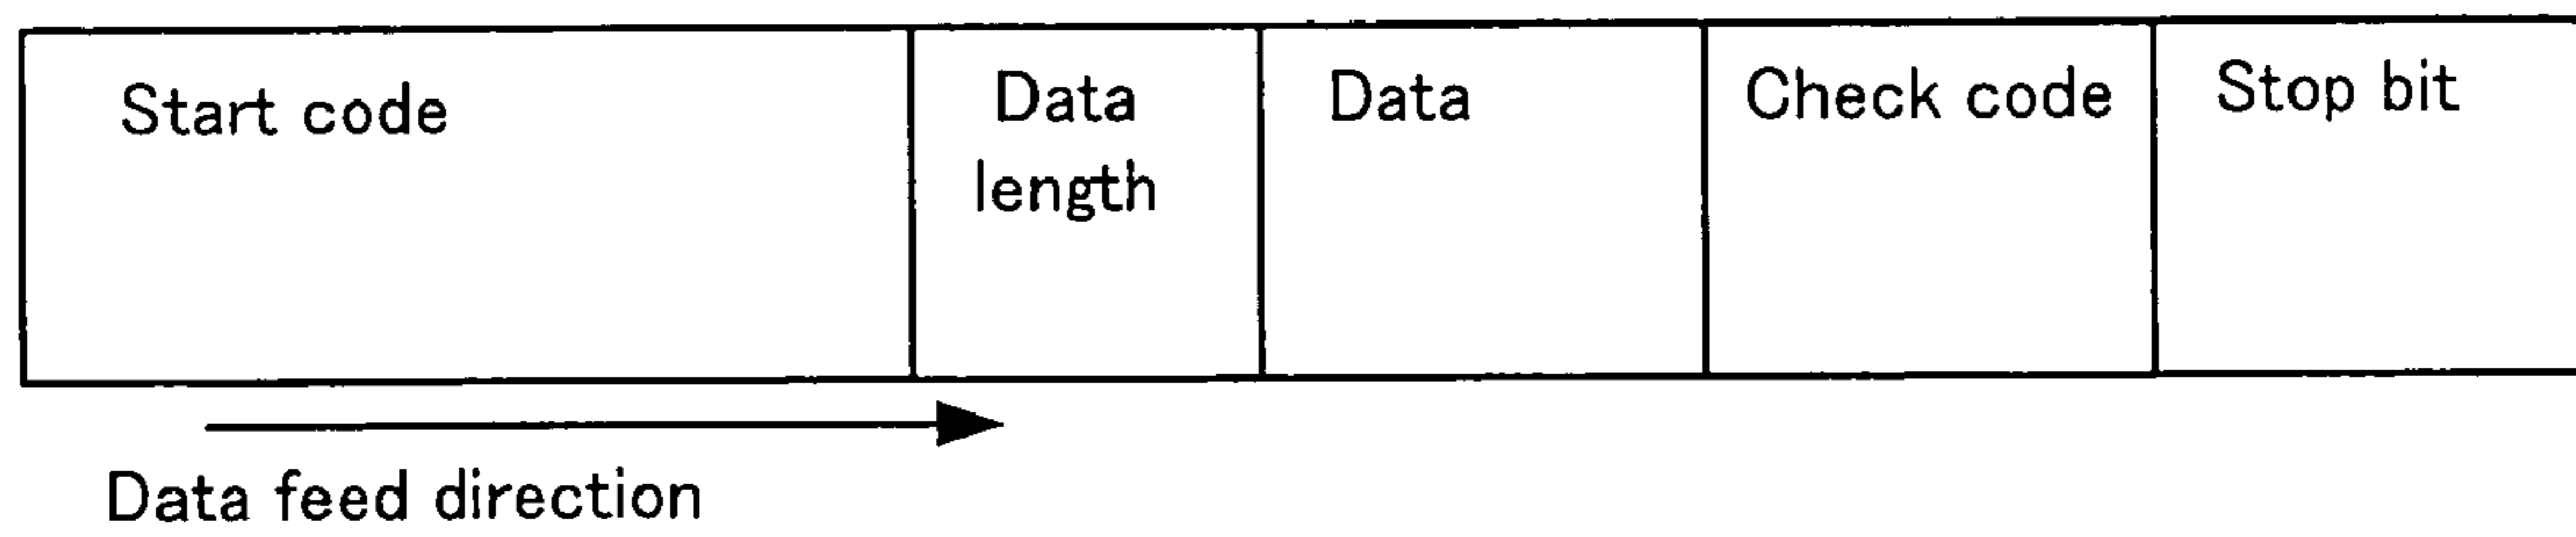 Start code
Data
length
Data
Check code
Stop bit
Data feed direction